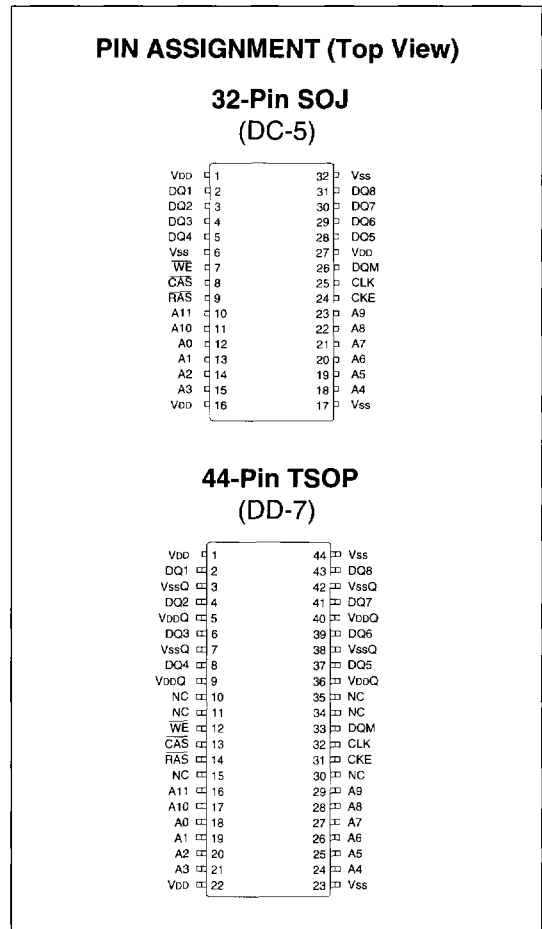 PIN ASSIGNMENT (Top View)
32-Pin SOJ
(DC-5)
VDD 1 32 Vss
DQ1 2 31 DQ8
DQ2 3 30 DQ7
DQ3 4 29 DQ6
DQ4 5 28 DQ5
Vss 6 27 VDD
W̅E̅ 7 26 DQM
C̅A̅S̅ 8 25 CLK
R̅A̅S̅ 9 24 CKE
A11 10 23 A9
A10 11 22 A8
A0 12 21 A7
A1 13 20 A6
A2 14 19 A5
A3 15 18 A4
VDD 16 17 Vss
44-Pin TSOP
(DD-7)
VDD 1 44 Vss
DQ1 2 43 DQ8
VssQ 3 42 VssQ
DQ2 4 41 DQ7
VDDQ 5 40 VDDQ
DQ3 6 39 DQ6
VssQ 7 38 VssQ
DQ4 8 37 DQ5
VDDQ 9 36 VDDQ
NC 10 35 NC
NC 11 34 NC
W̅E̅ 12 33 DQM
C̅A̅S̅ 13 32 CLK
R̅A̅S̅ 14 31 CKE
NC 15 30 NC
A11 16 29 A9
A10 17 28 A8
A0 18 27 A7
A1 19 26 A6
A2 20 25 A5
A3 21 24 A4
VDD 22 23 Vss